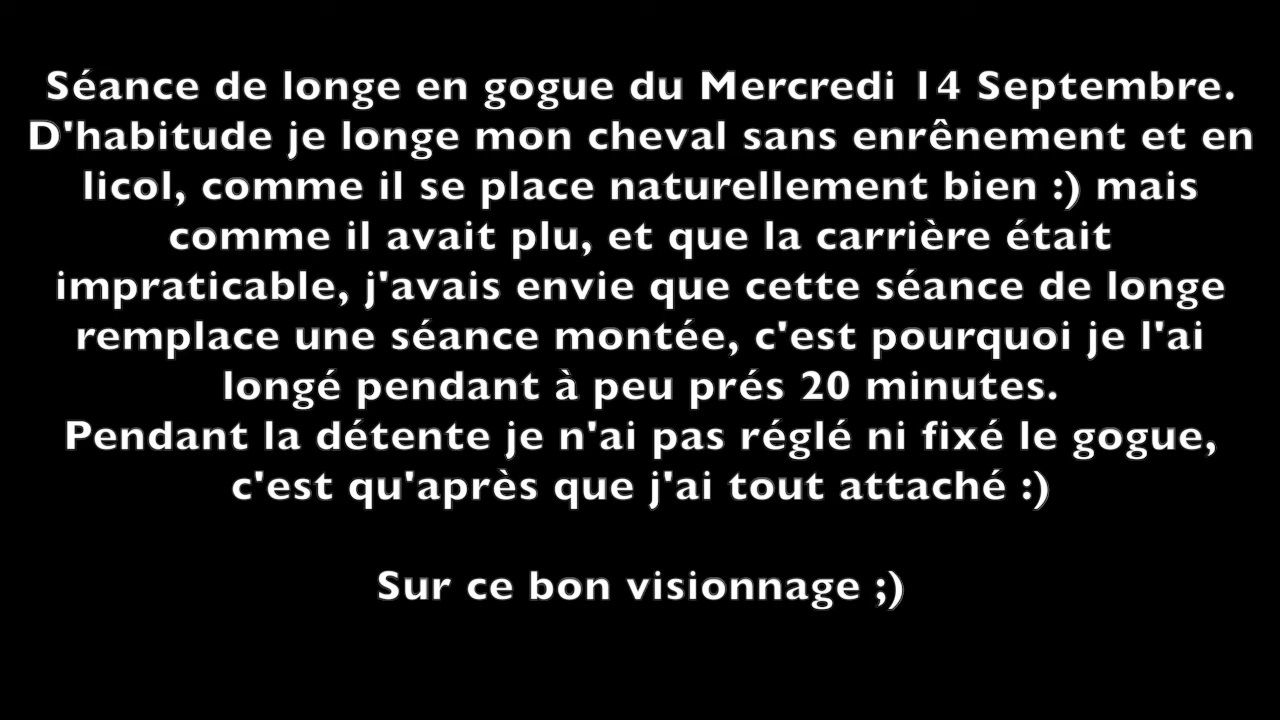 Séance de longe en gogue du Mercredi 14 Septembre.
D'habitude je longe mon cheval sans enrênement et en
licol, comme il se place naturellement bien :) mais
comme il avait plu, et que la carrière était
impraticable, j'avais envie que cette séance de longe
remplace une séance montée, c'est pourquoi je l'ai
longé pendant à peu prés 20 minutes.
Pendant la détente je n'ai pas réglé ni fixé le gogue,
c'est qu'après que j'ai tout attaché :)
Sur ce bon visionnage ;)